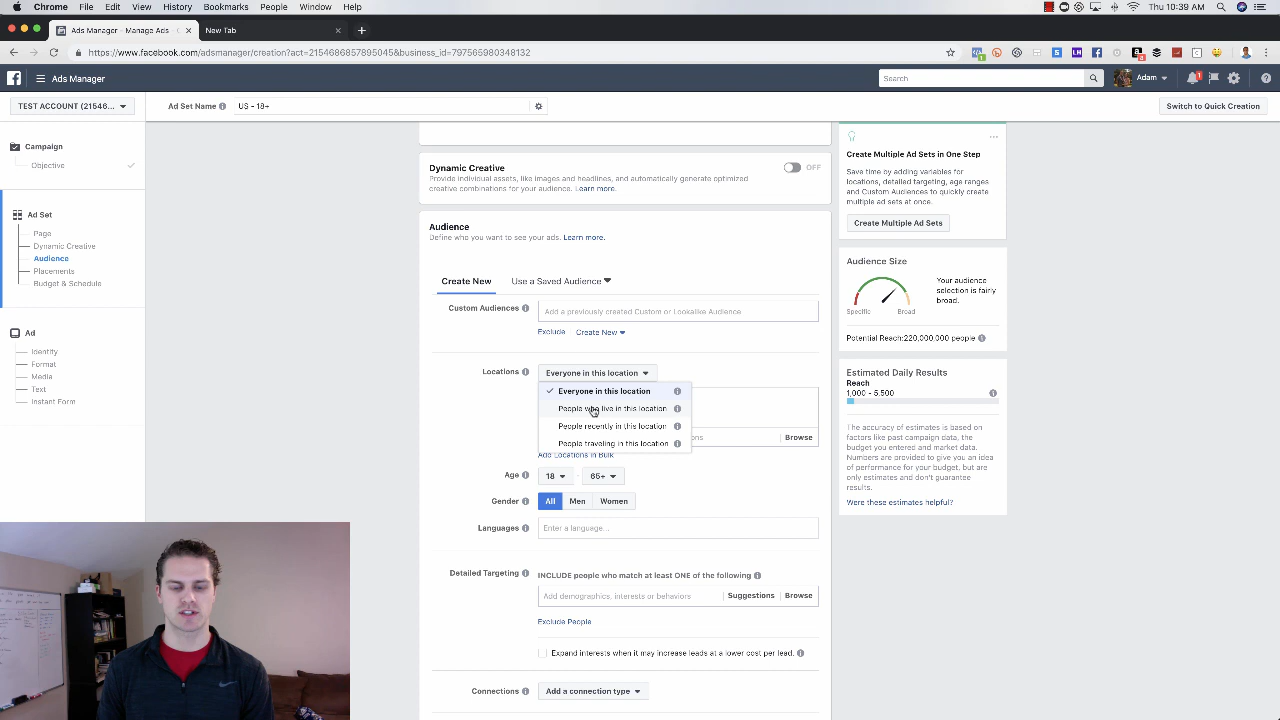 Chrome File Edit View History Bookmarks People Window Help
Thu 10:39 AM
Ads Manager - Manage Ads - C
New Tab
https://www.facebook.com/adsmanager/creation?act=2154686857895045&business_id=797565980348132
Ads Manager
Search
Adam
TEST ACCOUNT (21546...
Ad Set Name
US - 18+
Switch to Quick Creation
Campaign
Objective
Ad Set
Page
Dynamic Creative
Audience
Placements
Budget & Schedule
Ad
Identity
Format
Media
Text
Instant Form
Dynamic Creative
OFF
Provide individual assets, like images and headlines, and automatically generate optimized
creative combinations for your audience. Learn more.
Audience
Define who you want to see your ads. Learn more.
Create New
Use a Saved Audience
Custom Audiences
Add a previously created Custom or Lookalike Audience
Exclude
Create New
Locations
Everyone in this location
Everyone in this location
People who live in this location
People recently in this location
People traveling in this location
Browse
Add Locations in Bulk
Age
18
-
65+
Gender
All
Men
Women
Languages
Enter a language...
Detailed Targeting
INCLUDE people who match at least ONE of the following
Add demographics, interests or behaviors
Suggestions
Browse
Exclude People
Expand interests when it may increase leads at a lower cost per lead.
Connections
Add a connection type
Create Multiple Ad Sets in One Step
Save time by adding variables for
locations, detailed targeting, age ranges
and Custom Audiences to quickly create
multiple ad sets at once.
Create Multiple Ad Sets
Audience Size
Your audience
selection is fairly
broad.
Specific
Broad
Potential Reach:220,000,000 people
Estimated Daily Results
Reach
1,000 - 5,500
The accuracy of estimates is based on
factors like past campaign data, the
budget you entered and market data.
Numbers are provided to give you an idea
of performance for your budget, but are
only estimates and don't guarantee
results.
Were these estimates helpful?